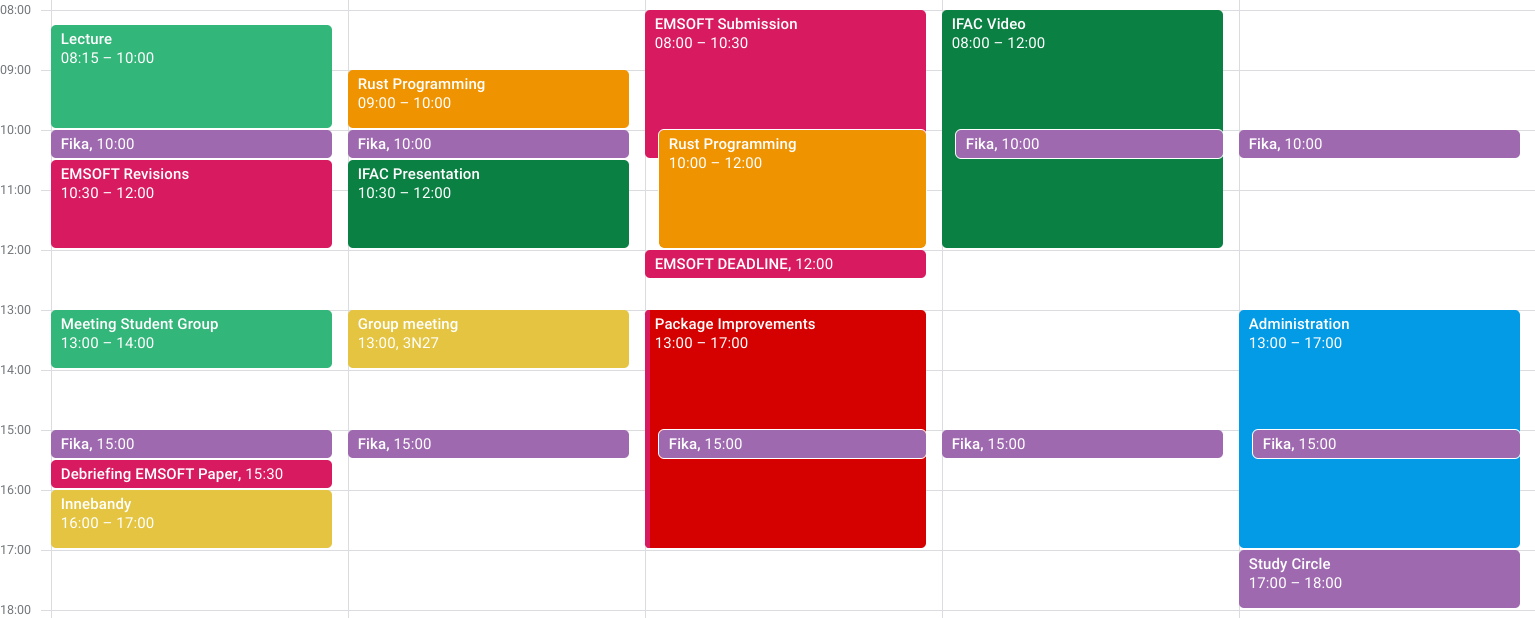 08:00
09:00
10:00
11:00
12:00
13:00
14:00
15:00
16:00
17:00
18:00
Lecture
08:15 – 10:00
Fika, 10:00
EMSOFT Revisions
10:30 – 12:00
Meeting Student Group
13:00 – 14:00
Fika, 15:00
Debriefing EMSOFT Paper, 15:30
Innebandy
16:00 – 17:00
Rust Programming
09:00 – 10:00
Fika, 10:00
IFAC Presentation
10:30 – 12:00
Group meeting
13:00, 3N27
Fika, 15:00
EMSOFT Submission
08:00 – 10:30
Rust Programming
10:00 – 12:00
EMSOFT DEADLINE, 12:00
Package Improvements
13:00 – 17:00
Fika, 15:00
IFAC Video
08:00 – 12:00
Fika, 10:00
Fika, 15:00
Fika, 10:00
Administration
13:00 – 17:00
Fika, 15:00
Study Circle
17:00 – 18:00